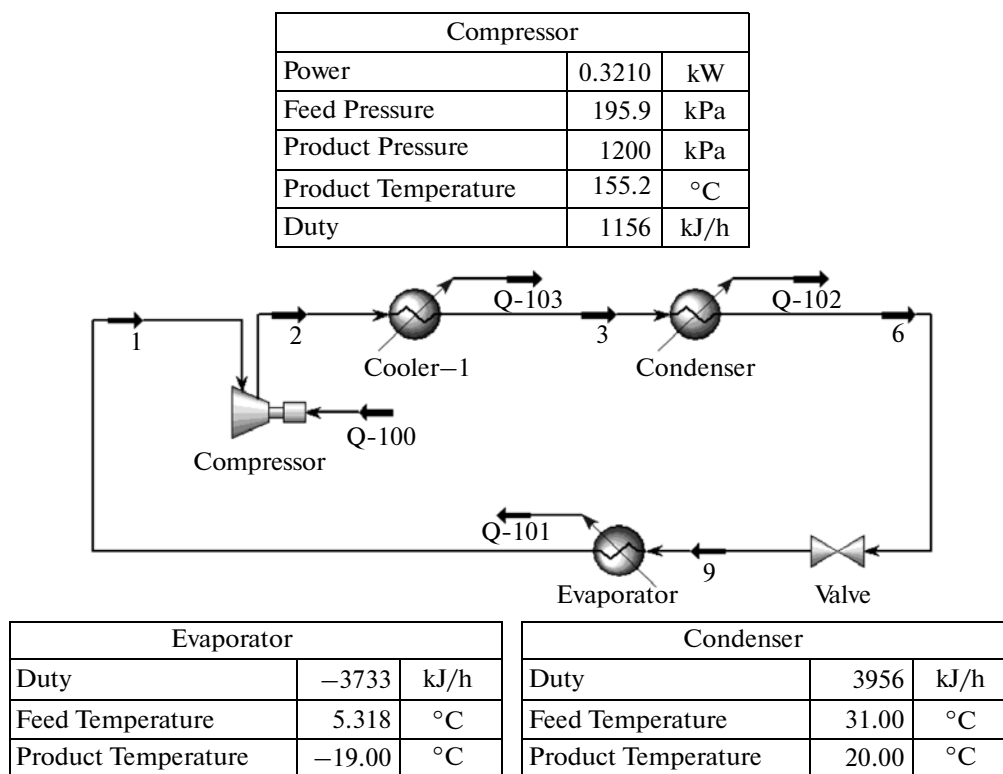 Compressor
Power 0.3210 kW
Feed Pressure 195.9 kPa
Product Pressure 1200 kPa
Product Temperature 155.2 °C
Duty 1156 kJ/h
Q-103 Q-102
1 2 3 6
Cooler−1 Condenser
Q-100
Compressor
Q-101
9
Evaporator Valve
Evaporator
Duty −3733 kJ/h
Feed Temperature 5.318 °C
Product Temperature −19.00 °C
Condenser
Duty 3956 kJ/h
Feed Temperature 31.00 °C
Product Temperature 20.00 °C